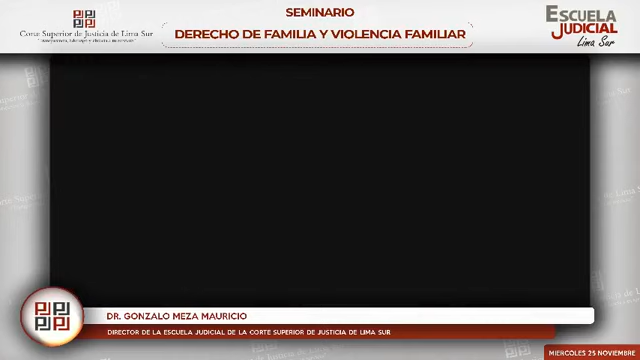 SEMINARIO
DERECHO DE FAMILIA Y VIOLENCIA FAMILIAR
Corte Superior de Justicia de Lima Sur
ESCUELA
JUDICIAL
Lima Sur
DR. GONZALO MEZA MAURICIO
DIRECTOR DE LA ESCUELA JUDICIAL DE LA CORTE SUPERIOR DE JUSTICIA DE LIMA SUR
MIERCOLES 25 NOVIEMBRE